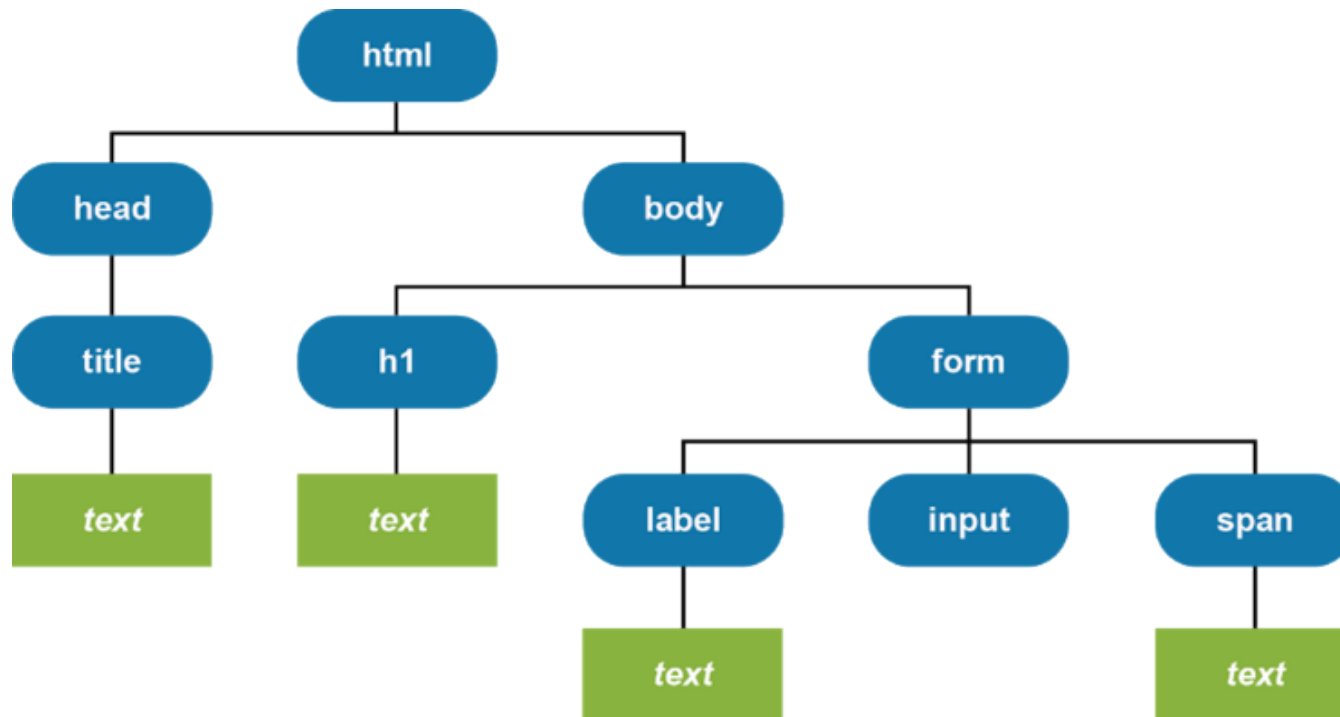 html
head
body
title
h1
form
text
text
label
input
span
text
text